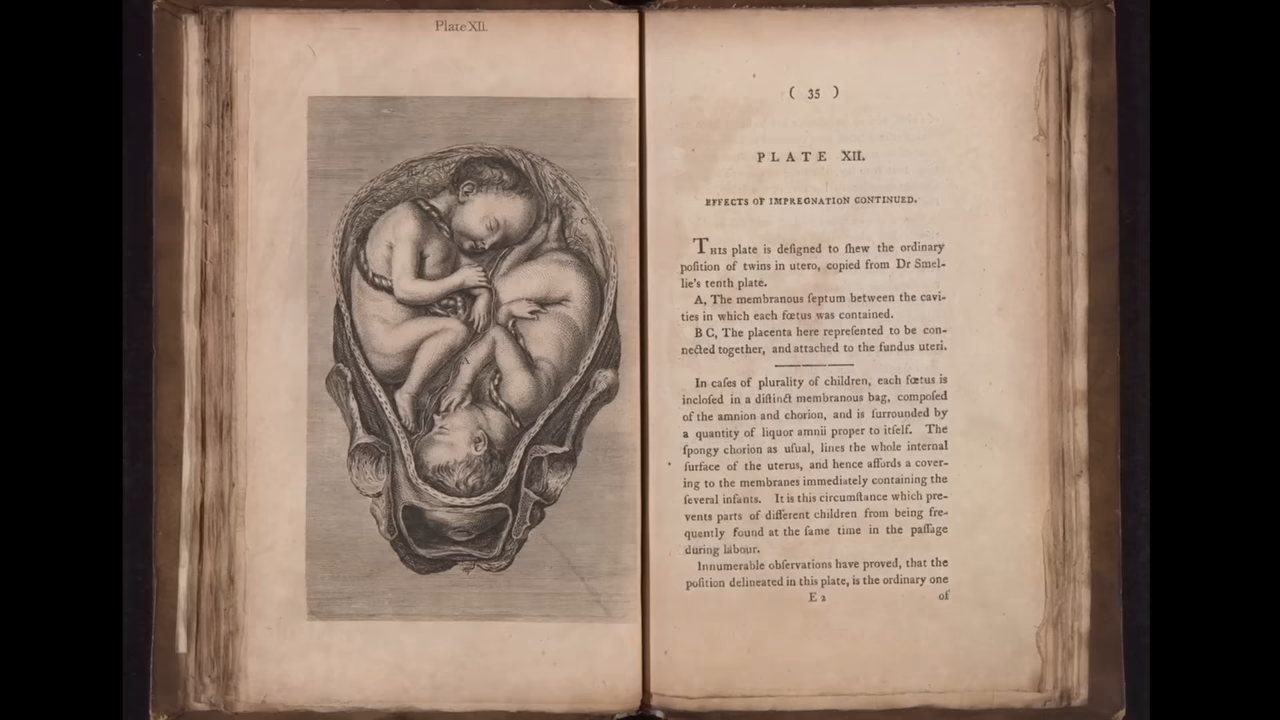 Plate XII.
( 35 )
PLATE XII.
EFFECTS OF IMPREGNATION CONTINUED.
THIS plate is deſigned to ſhew the ordinary
poſition of twins in utero, copied from Dr Smel-
lie's tenth plate.
A, The membranous ſeptum between the cavi-
ties in which each fœtus was contained.
B C, The placenta here repreſented to be con-
nected together, and attached to the fundus uteri.
In caſes of plurality of children, each fœtus is
incloſed in a diſtinct membranous bag, compoſed
of the amnion and chorion, and is ſurrounded by
a quantity of liquor amnii proper to itſelf. The
ſpongy chorion as uſual, lines the whole internal
ſurface of the uterus, and hence affords a cover-
ing to the membranes immediately containing the
ſeveral infants. It is this circumſtance which pre-
vents parts of different children from being fre-
quently found at the ſame time in the paſſage
during labour.
Innumerable obſervations have proved, that the
poſition delineated in this plate, is the ordinary one
E 2 of